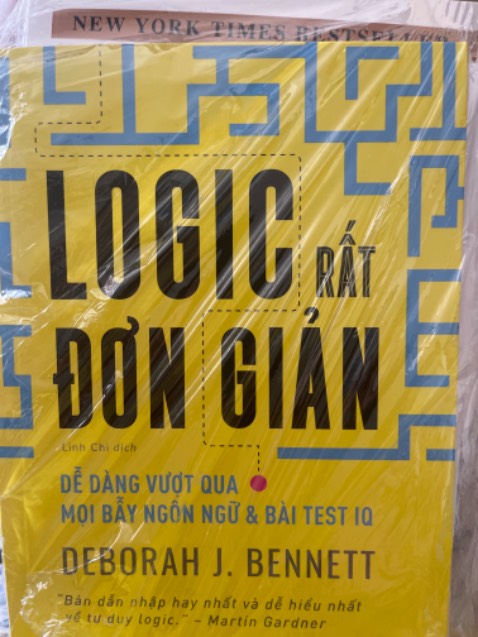 NEW YORK TIMES BESTSELLER
LOGIC RẤT
ĐƠN GIẢN
Linh Chi dịch
DỄ DÀNG VƯỢT QUA
MỌI BẪY NGÔN NGỮ & BÀI TEST IQ
DEBORAH J. BENNETT
"Bản dẫn nhập hay nhất và dễ hiểu nhất
về tư duy logic." – Martin Gardner